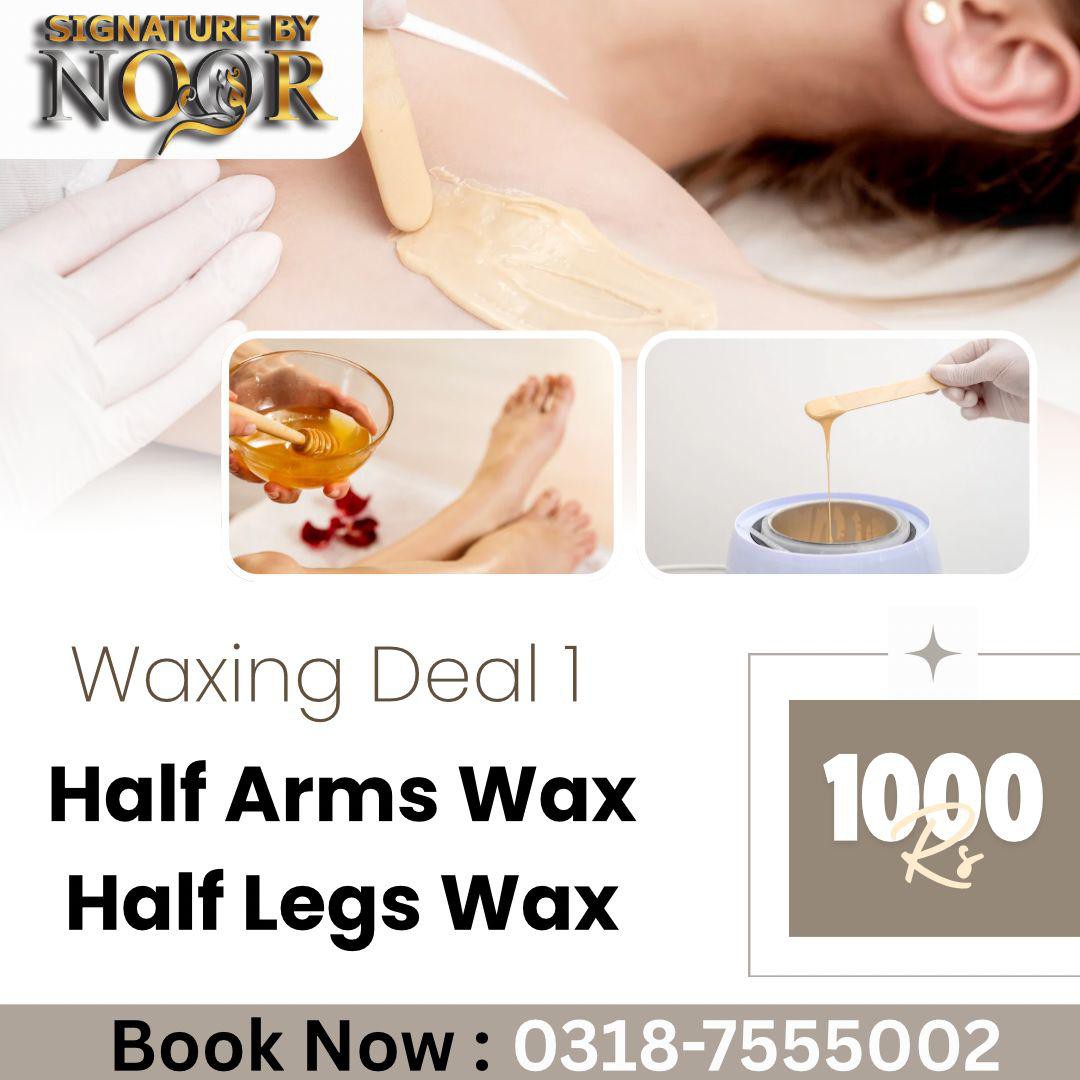 SIGNATURE BY
NOOR
Waxing Deal 1
Half Arms Wax
Half Legs Wax
1000
Rs
Book Now : 0318-7555002